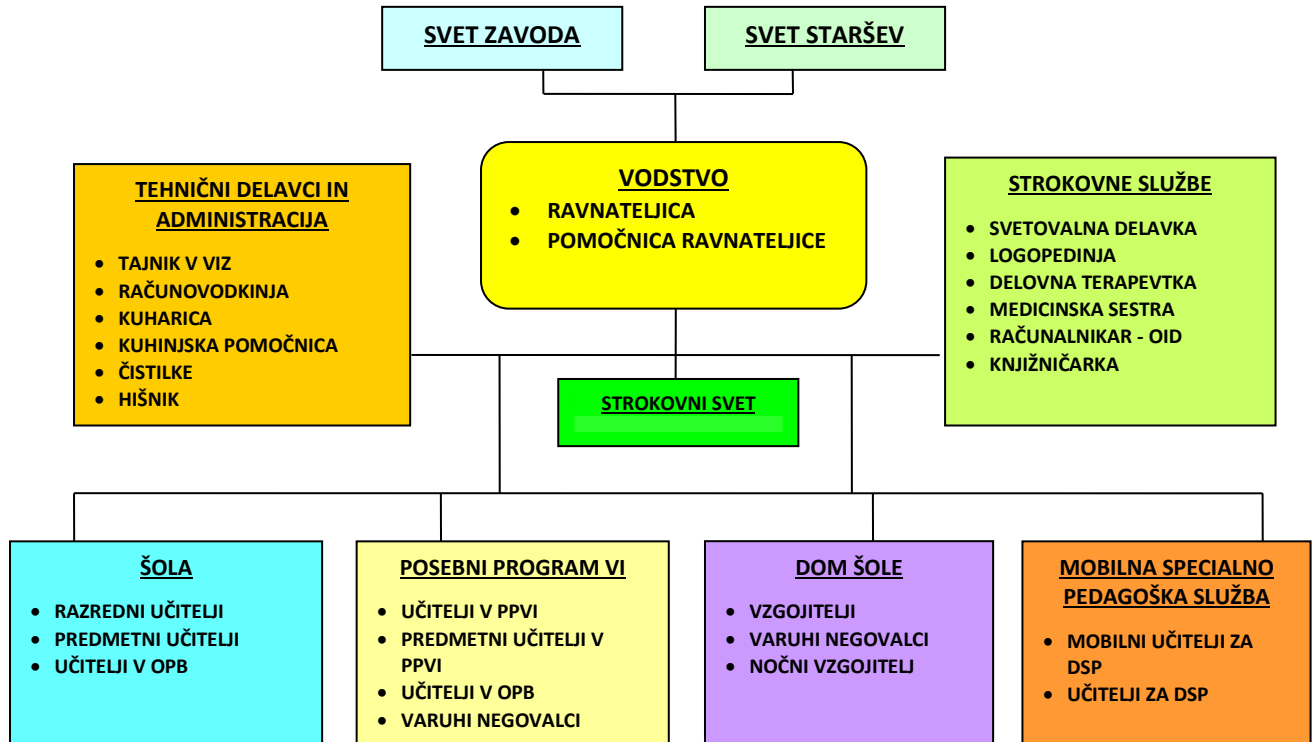 SVET ZAVODA
SVET STARŠEV
VODSTVO
• RAVNATELJICA
• POMOČNICA RAVNATELJICE
TEHNIČNI DELAVCI IN
ADMINISTRACIJA
• TAJNIK V VIZ
• RAČUNOVODKINJA
• KUHARICA
• KUHINJSKA POMOČNICA
• ČISTILKE
• HIŠNIK
STROKOVNE SLUŽBE
• SVETOVALNA DELAVKA
• LOGOPEDINJA
• DELOVNA TERAPEVTKA
• MEDICINSKA SESTRA
• RAČUNALNIKAR - OID
• KNJIŽNIČARKA
STROKOVNI SVET
ŠOLA
• RAZREDNI UČITELJI
• PREDMETNI UČITELJI
• UČITELJI V OPB
POSEBNI PROGRAM VI
• UČITELJI V PPVI
• PREDMETNI UČITELJI V
PPVI
• UČITELJI V OPB
• VARUHI NEGOVALCI
DOM ŠOLE
• VZGOJITELJI
• VARUHI NEGOVALCI
• NOČNI VZGOJITELJ
MOBILNA SPECIALNO
PEDAGOŠKA SLUŽBA
• MOBILNI UČITELJI ZA
DSP
• UČITELJI ZA DSP